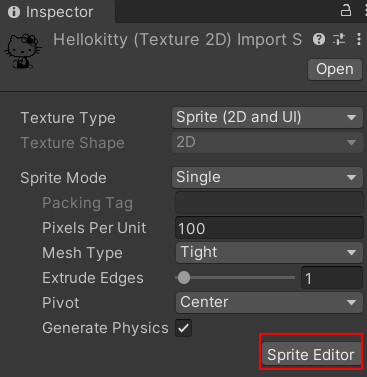 Inspector
Hellokitty (Texture 2D) Import S
Open
Texture Type Sprite (2D and UI)
Texture Shape 2D
Sprite Mode Single
Packing Tag
Pixels Per Unit 100
Mesh Type Tight
Extrude Edges 1
Pivot Center
Generate Physics
Sprite Editor